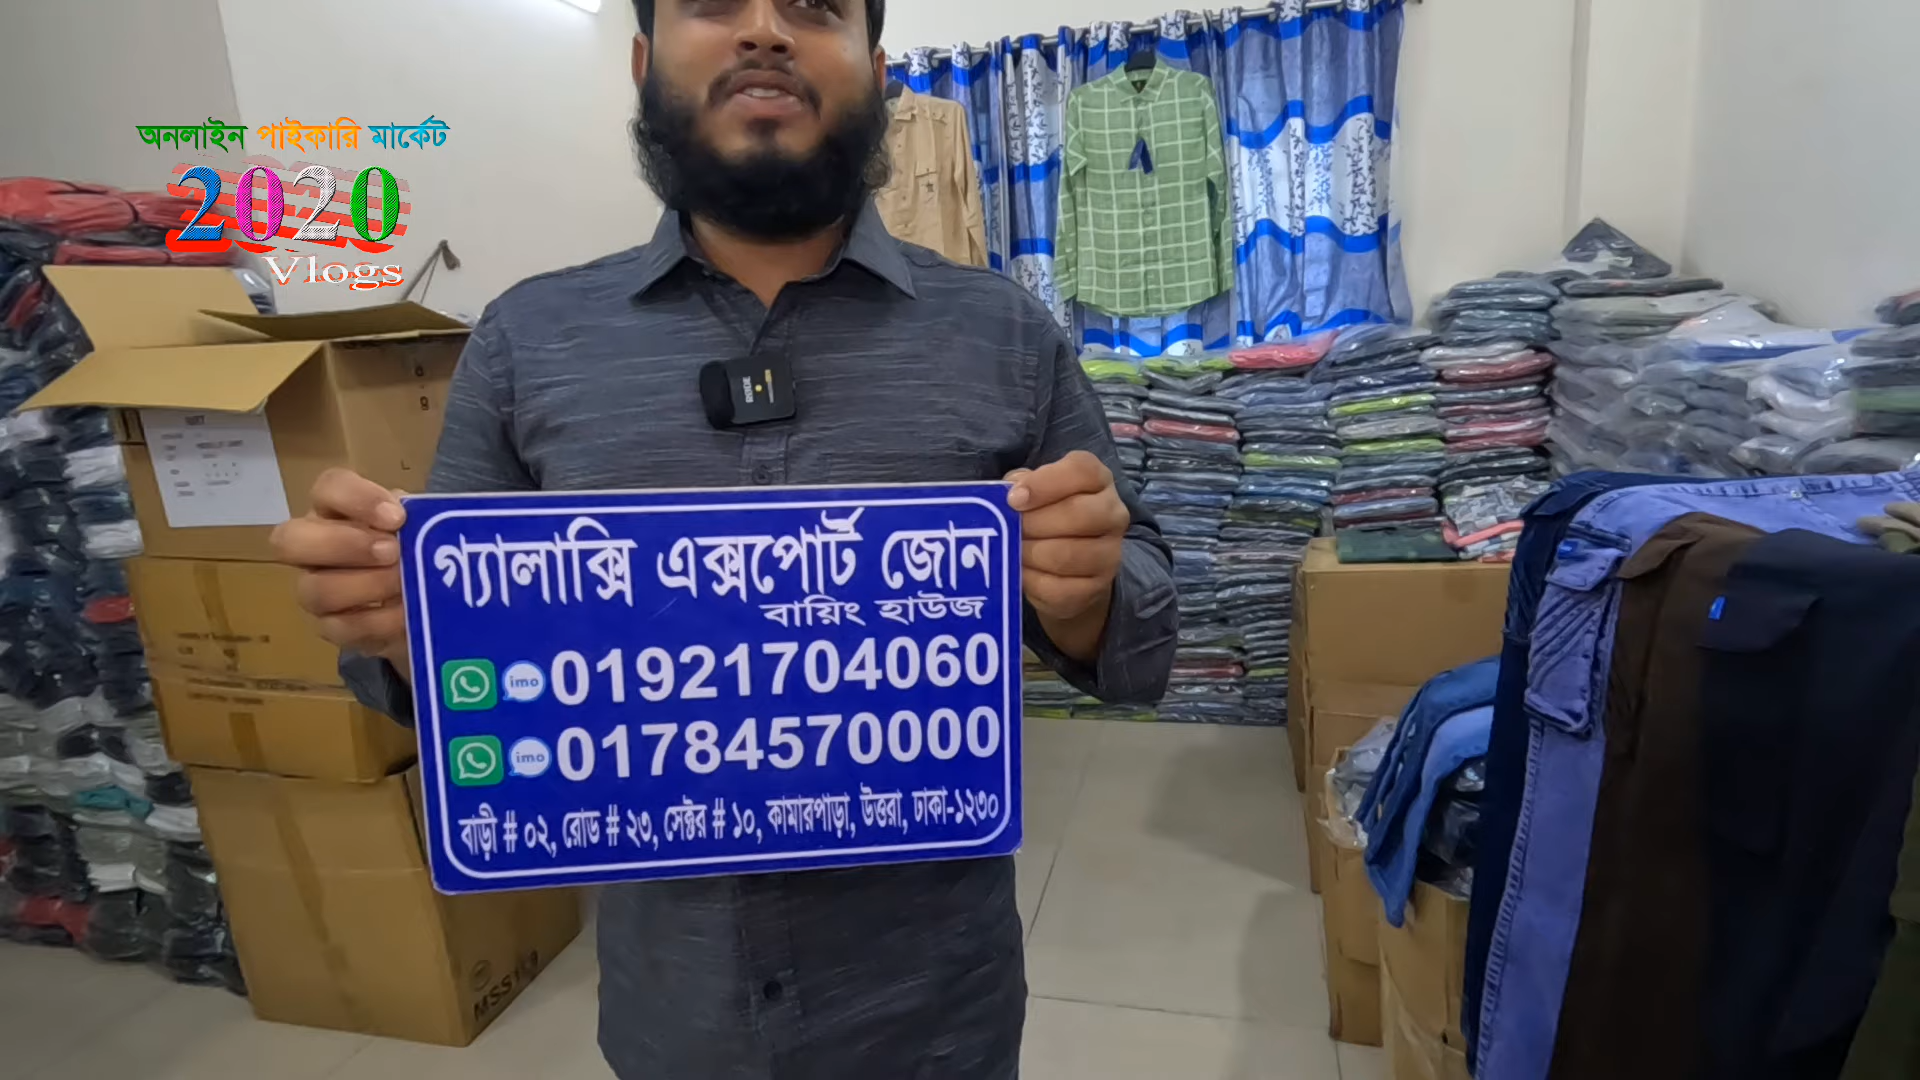 অনলাইন পাইকারি মার্কেট
2020
Vlogs
RØDE
গ্যালাক্সি এক্সপোর্ট জোন
বায়িং হাউজ
imo 01921704060
imo 01784570000
বাড়ী # ০২, রোড # ২৩, সেক্টর # ১০, কামারপাড়া, উত্তরা, ঢাকা-১২৩০